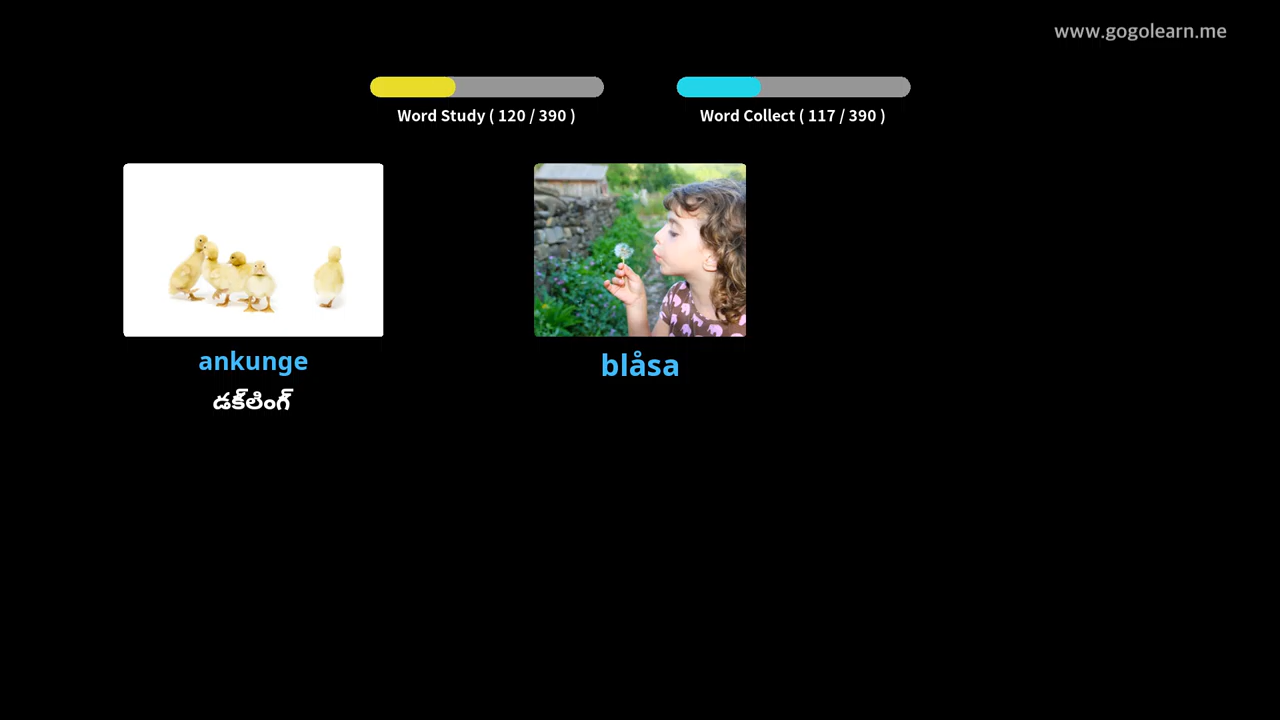 www.gogolearn.me
Word Study ( 120 / 390 )
Word Collect ( 117 / 390 )
ankunge
blåsa
డక్‌లింగ్